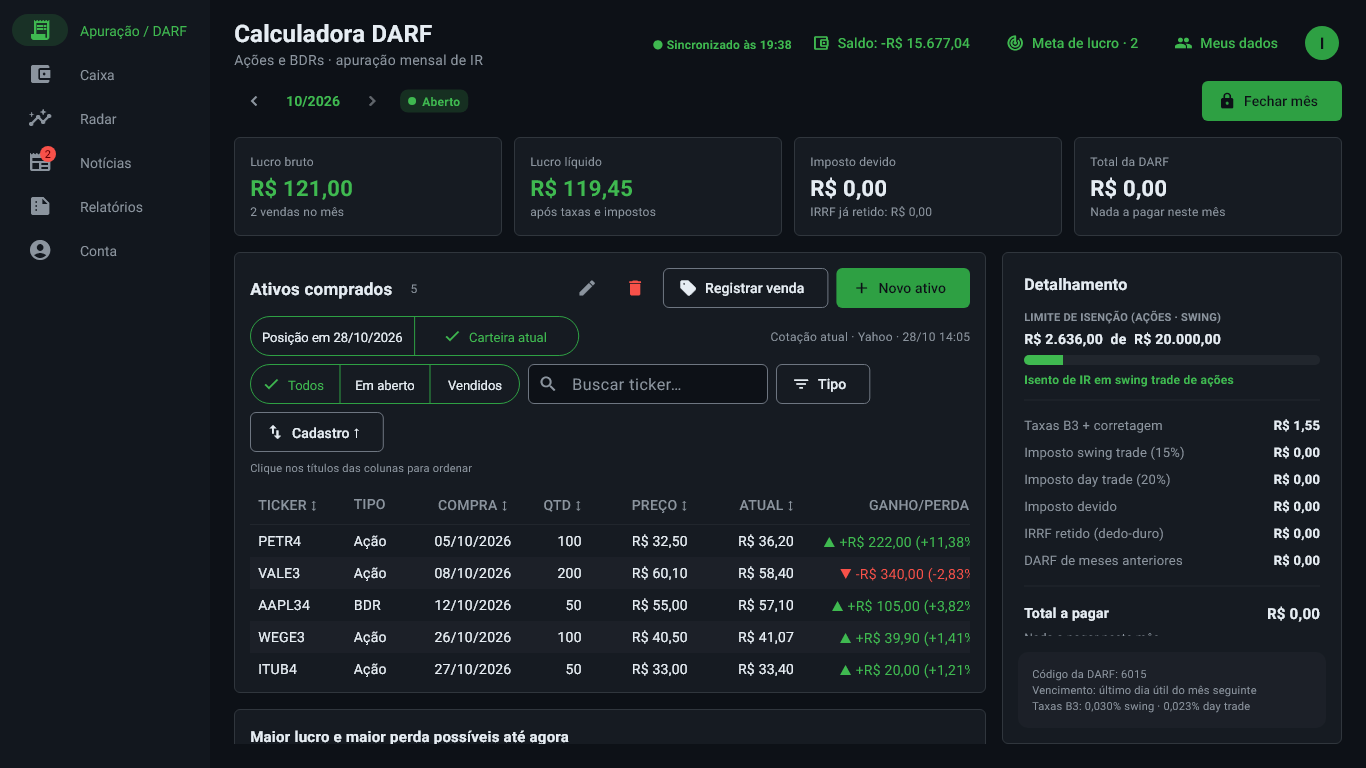 Apuração / DARF
Caixa
Radar
2
Notícias
Relatórios
Conta
Calculadora DARF
Ações e BDRs · apuração mensal de IR
Sincronizado às 19:38
Saldo: -R$ 15.677,04
Meta de lucro · 2
Meus dados
I
10/2026
Aberto
Fechar mês
Lucro bruto
R$ 121,00
2 vendas no mês
Lucro líquido
R$ 119,45
após taxas e impostos
Imposto devido
R$ 0,00
IRRF já retido: R$ 0,00
Total da DARF
R$ 0,00
Nada a pagar neste mês
Ativos comprados 5
Registrar venda
+ Novo ativo
Posição em 28/10/2026
Carteira atual
Cotação atual · Yahoo · 28/10 14:05
Todos
Em aberto
Vendidos
Buscar ticker...
Tipo
Cadastro ↑
Clique nos títulos das colunas para ordenar
TICKER ↕ TIPO COMPRA ↕ QTD ↕ PREÇO ↕ ATUAL ↕ GANHO/PERDA
PETR4 Ação 05/10/2026 100 R$ 32,50 R$ 36,20 ▲ +R$ 222,00 (+11,38%
VALE3 Ação 08/10/2026 200 R$ 60,10 R$ 58,40 ▼ -R$ 340,00 (-2,83%
AAPL34 BDR 12/10/2026 50 R$ 55,00 R$ 57,10 ▲ +R$ 105,00 (+3,82%
WEGE3 Ação 26/10/2026 100 R$ 40,50 R$ 41,07 ▲ +R$ 39,90 (+1,41%
ITUB4 Ação 27/10/2026 50 R$ 33,00 R$ 33,40 ▲ +R$ 20,00 (+1,21%
Maior lucro e maior perda possíveis até agora
Detalhamento
LIMITE DE ISENÇÃO (AÇÕES · SWING)
R$ 2.636,00 de R$ 20.000,00
Isento de IR em swing trade de ações
Taxas B3 + corretagem R$ 1,55
Imposto swing trade (15%) R$ 0,00
Imposto day trade (20%) R$ 0,00
Imposto devido R$ 0,00
IRRF retido (dedo-duro) R$ 0,00
DARF de meses anteriores R$ 0,00
Total a pagar R$ 0,00
Código da DARF: 6015
Vencimento: último dia útil do mês seguinte
Taxas B3: 0,030% swing · 0,023% day trade